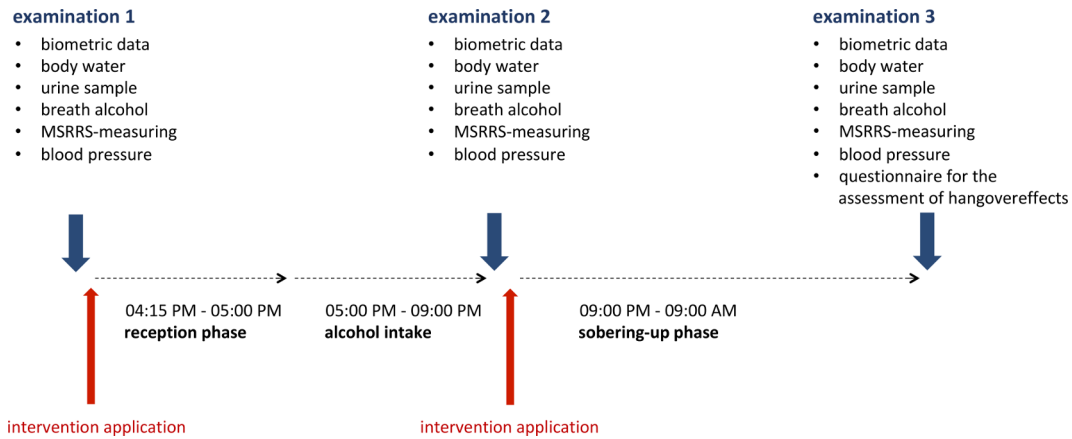 examination 1
• biometric data
• body water
• urine sample
• breath alcohol
• MSRRS-measuring
• blood pressure
examination 2
• biometric data
• body water
• urine sample
• breath alcohol
• MSRRS-measuring
• blood pressure
examination 3
• biometric data
• body water
• urine sample
• breath alcohol
• MSRRS-measuring
• blood pressure
• questionnaire for the
assessment of hangovereffects
04:15 PM - 05:00 PM
reception phase
05:00 PM - 09:00 PM
alcohol intake
09:00 PM - 09:00 AM
sobering-up phase
intervention application
intervention application